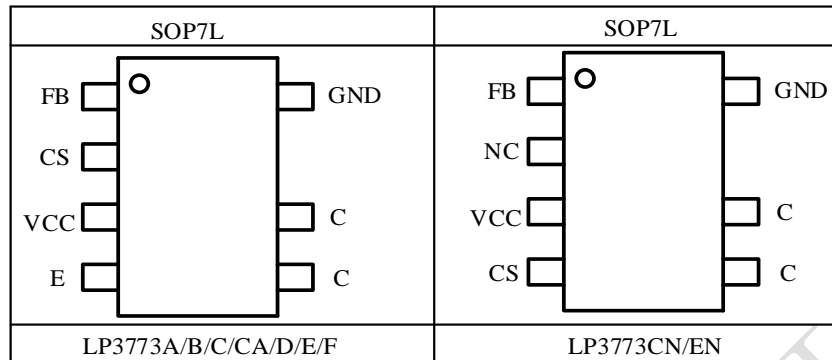 SOP7L
SOP7L
FB
GND
CS
VCC
C
E
C
FB
GND
NC
VCC
C
CS
C
LP3773A/B/C/CA/D/E/F
LP3773CN/EN